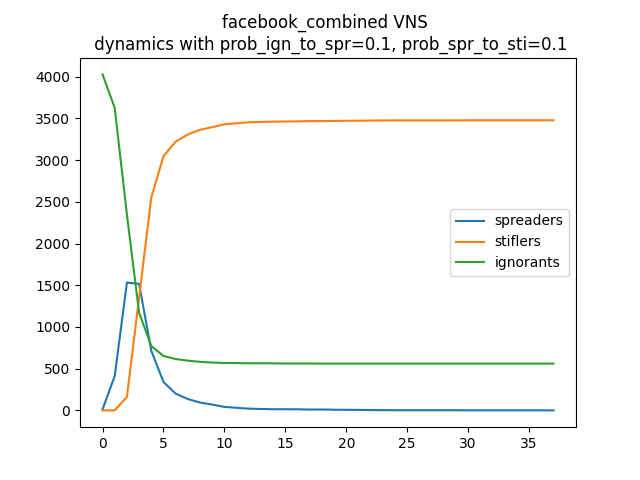 facebook_combined VNS
dynamics with prob_ign_to_spr=0.1, prob_spr_to_sti=0.1
4000
3500
3000
2500
2000
1500
1000
500
0
spreaders
stiflers
ignorants
0 5 10 15 20 25 30 35